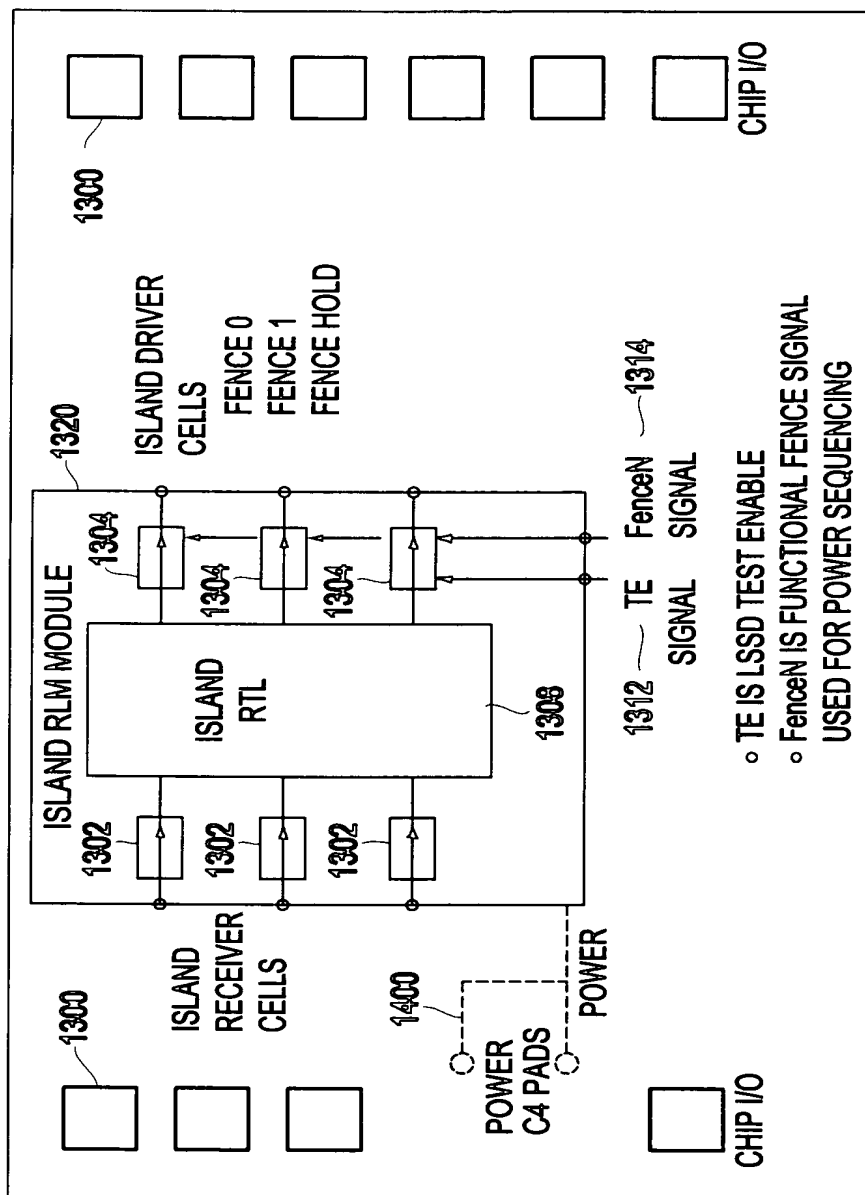 1300
CHIP I/O
ISLAND
RECEIVER
CELLS
1400
POWER
C4 PADS
POWER
ISLAND RLM MODULE
1320
1302
1302
1302
ISLAND
RTL
1308
1304
1304
1304
ISLAND DRIVER
CELLS
FENCE 0
FENCE 1
FENCE HOLD
1312
TE
SIGNAL
FenceN
SIGNAL
1314
○ TE IS LSSD TEST ENABLE
○ FenceN IS FUNCTIONAL FENCE SIGNAL
USED FOR POWER SEQUENCING
1300
CHIP I/O